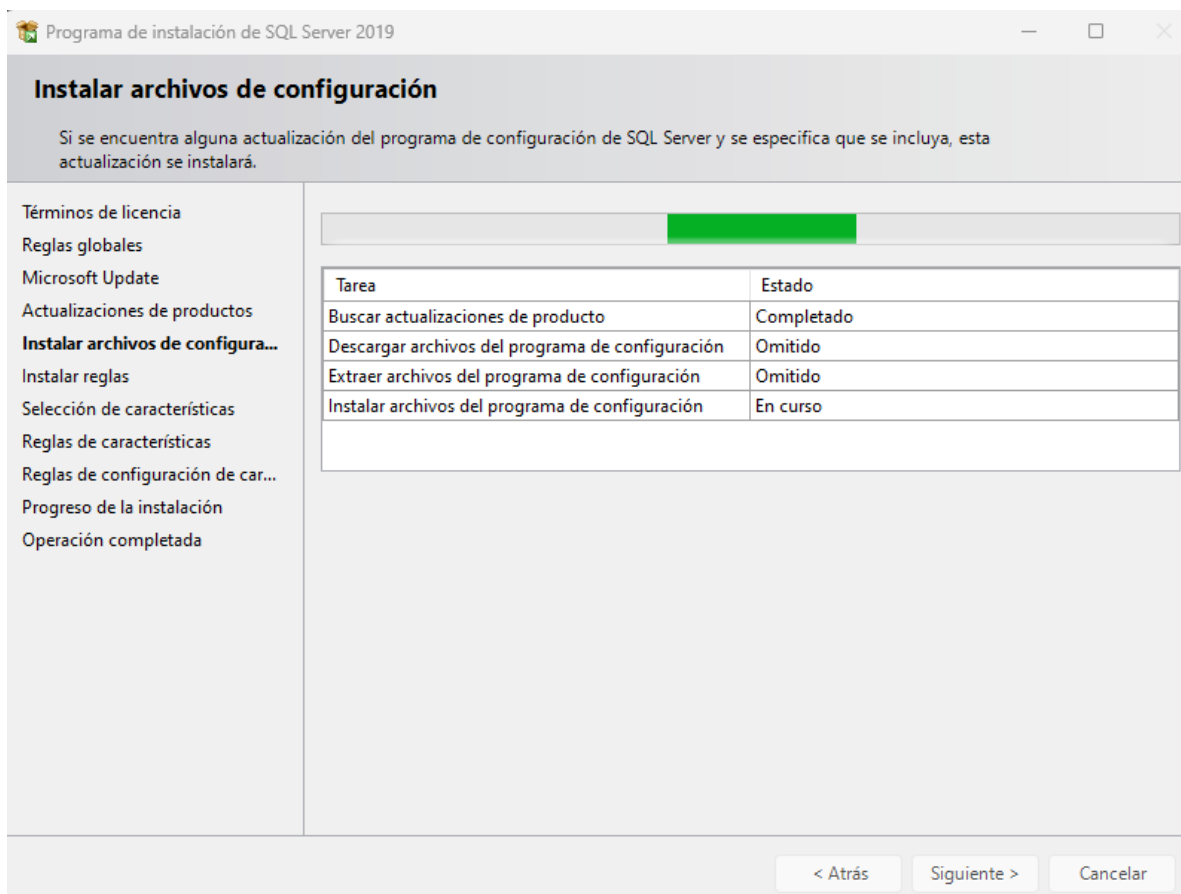 Programa de instalación de SQL Server 2019
Instalar archivos de configuración
Si se encuentra alguna actualización del programa de configuración de SQL Server y se especifica que se incluya, esta
actualización se instalará.
Términos de licencia
Reglas globales
Microsoft Update
Actualizaciones de productos
Instalar archivos de configura...
Instalar reglas
Selección de características
Reglas de características
Reglas de configuración de car...
Progreso de la instalación
Operación completada
Tarea Estado
Buscar actualizaciones de producto Completado
Descargar archivos del programa de configuración Omitido
Extraer archivos del programa de configuración Omitido
Instalar archivos del programa de configuración En curso
< Atrás Siguiente > Cancelar